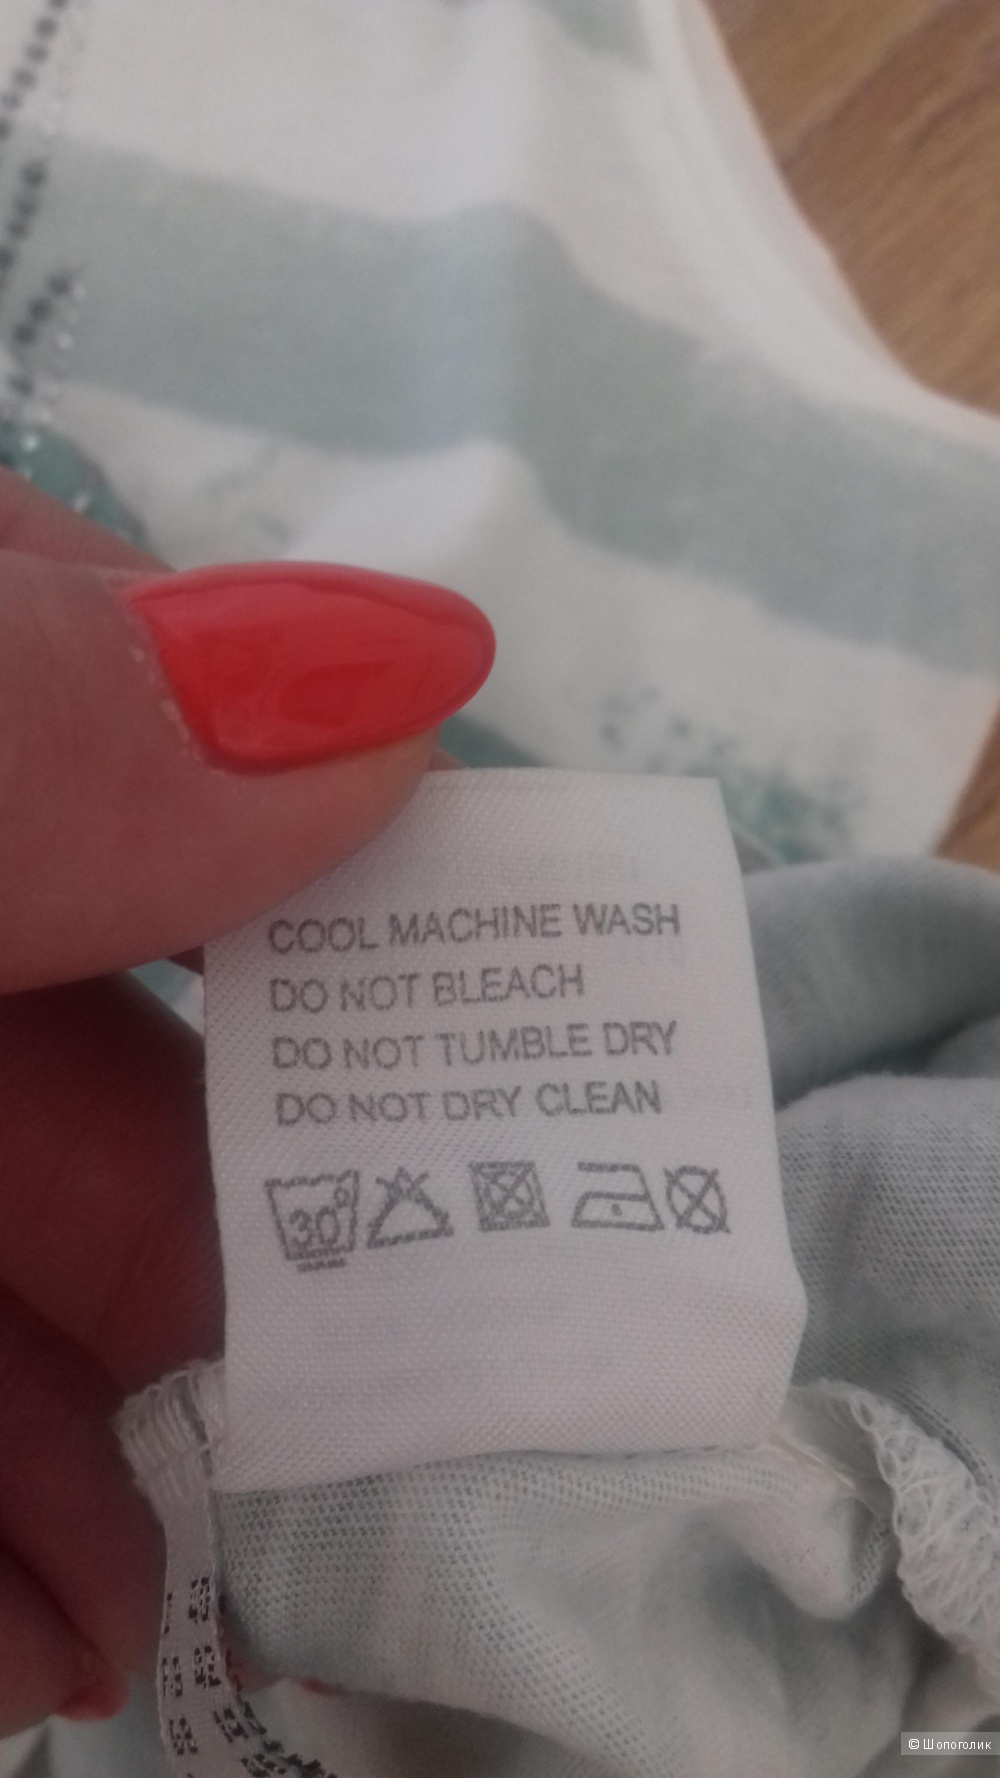 COOL MACHINE WASH
DO NOT BLEACH
DO NOT TUMBLE DRY
DO NOT DRY CLEAN
30°
© Шопоголик